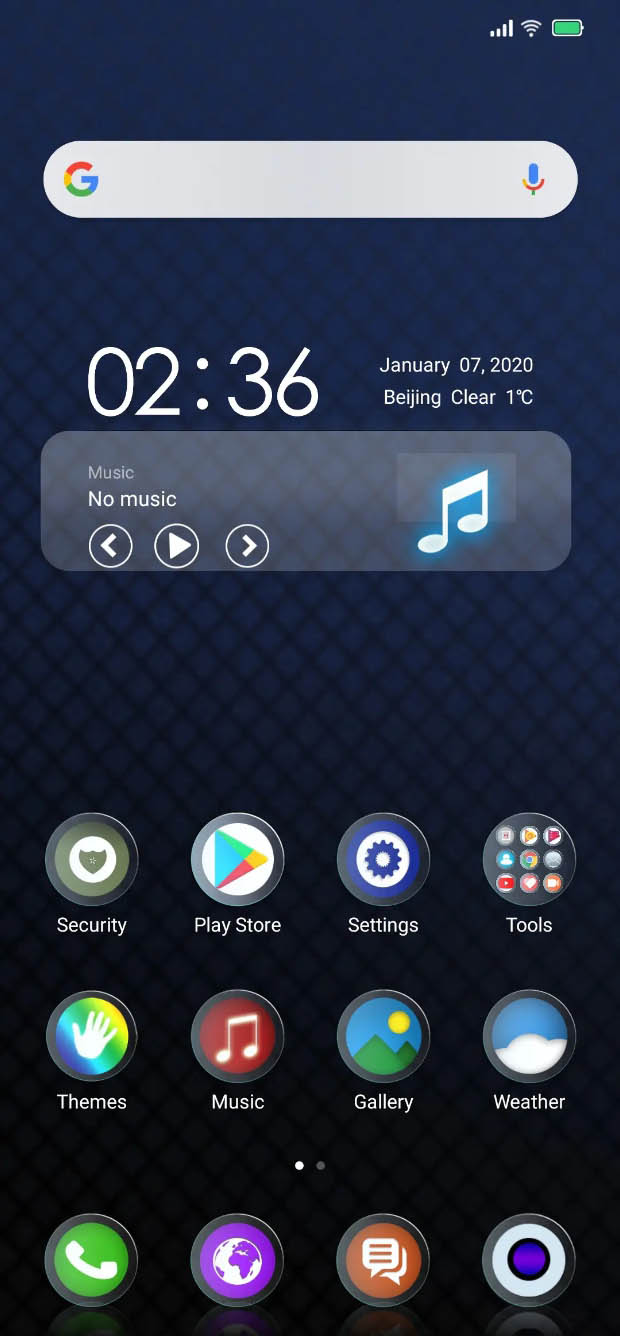 02:36
January 07, 2020
Beijing Clear 1℃
Music
No music
Security
Play Store
Settings
Tools
Themes
Music
Gallery
Weather